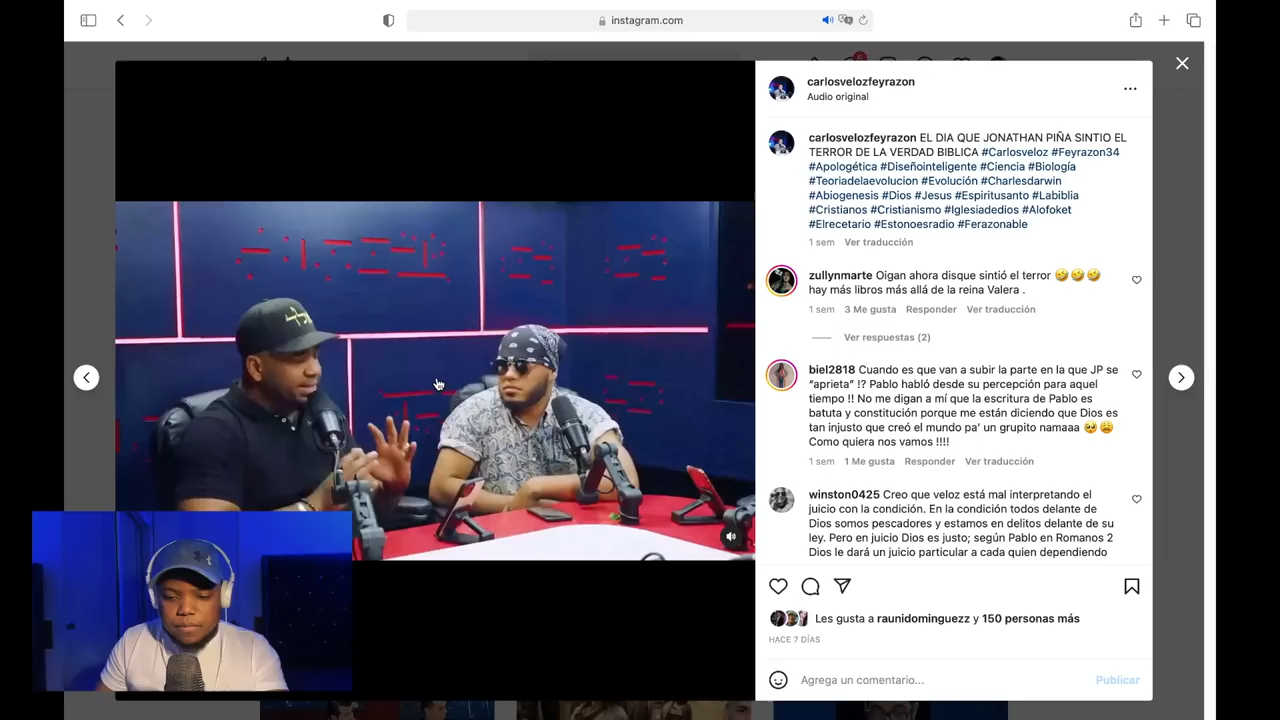 instagram.com
carlosvelozfeyrazon
Audio original
carlosvelozfeyrazon EL DIA QUE JONATHAN PIÑA SINTIO EL
TERROR DE LA VERDAD BIBLICA #Carlosveloz #Feyrazon34
#Apologética #Diseñointeligente #Ciencia #Biología
#Teoriadelaevolucion #Evolución #Charlesdarwin
#Abiogenesis #Dios #Jesus #Espiritusanto #Labiblia
#Cristianos #Cristianismo #Iglesiadedios #Alofoket
#Elrecetario #Estonoesradio #Ferazonable
1 sem Ver traducción
zullynmarte Oigan ahora disque sintió el terror 🤣🤣🤣
hay más libros más allá de la reina Valera .
1 sem 3 Me gusta Responder Ver traducción
Ver respuestas (2)
biel2818 Cuando es que van a subir la parte en la que JP se
“aprieta” !? Pablo habló desde su percepción para aquel
tiempo !! No me digan a mí que la escritura de Pablo es
batuta y constitución porque me están diciendo que Dios es
tan injusto que creó el mundo pa’ un grupito namaaa 🥺😩
Como quiera nos vamos !!!!
1 sem 1 Me gusta Responder Ver traducción
winston0425 Creo que veloz está mal interpretando el
juicio con la condición. En la condición todos delante de
Dios somos pescadores y estamos en delitos delante de su
ley. Pero en juicio Dios es justo; según Pablo en Romanos 2
Dios le dará un juicio particular a cada quien dependiendo
Les gusta a raunidominguezz y 150 personas más
HACE 7 DÍAS
Agrega un comentario...
Publicar